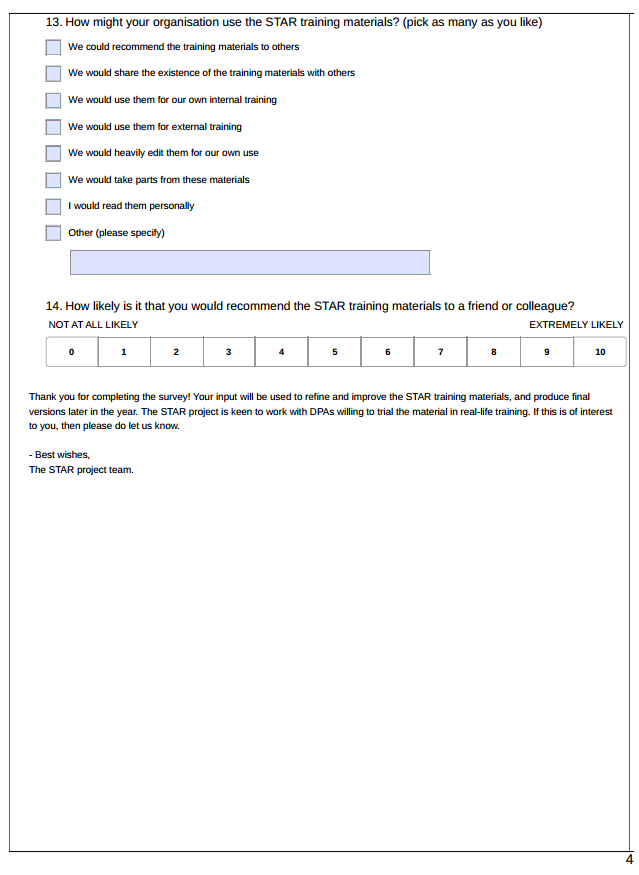 13. How might your organisation use the STAR training materials? (pick as many as you like)
We could recommend the training materials to others
We would share the existence of the training materials with others
We would use them for our own internal training
We would use them for external training
We would heavily edit them for our own use
We would take parts from these materials
I would read them personally
Other (please specify)
14. How likely is it that you would recommend the STAR training materials to a friend or colleague?
NOT AT ALL LIKELY EXTREMELY LIKELY
0 1 2 3 4 5 6 7 8 9 10
Thank you for completing the survey! Your input will be used to refine and improve the STAR training materials, and produce final
versions later in the year. The STAR project is keen to work with DPAs willing to trial the material in real-life training. If this is of interest
to you, then please do let us know.
- Best wishes,
The STAR project team.
4